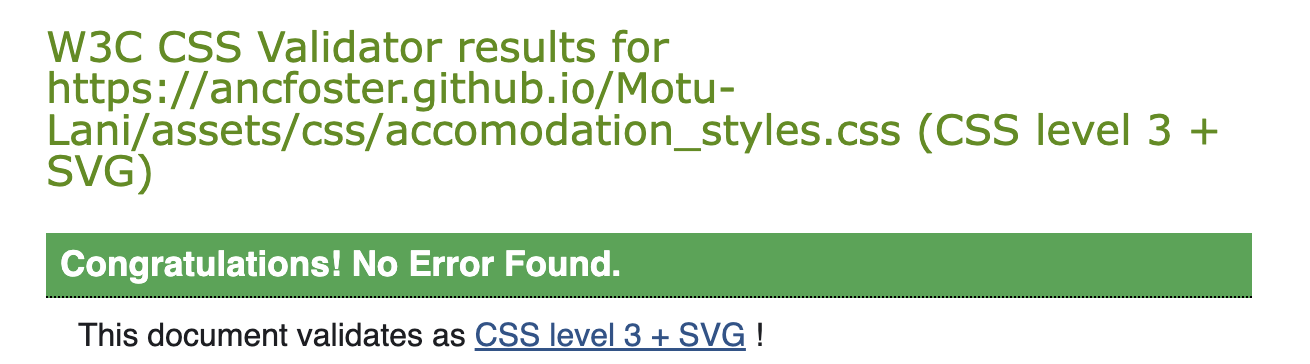 W3C CSS Validator results for
https://ancfoster.github.io/Motu-
Lani/assets/css/accomodation_styles.css (CSS level 3 +
SVG)
Congratulations! No Error Found.
This document validates as CSS level 3 + SVG !